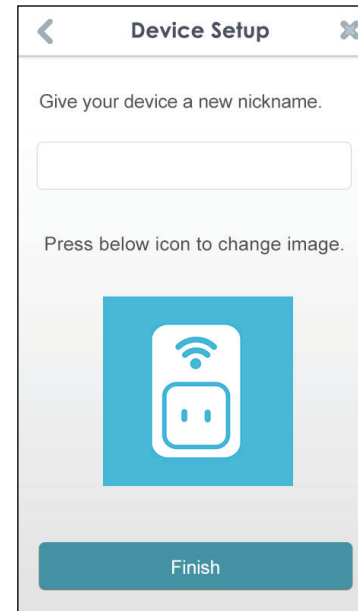 Device Setup
Give your device a new nickname.
Press below icon to change image.
Finish